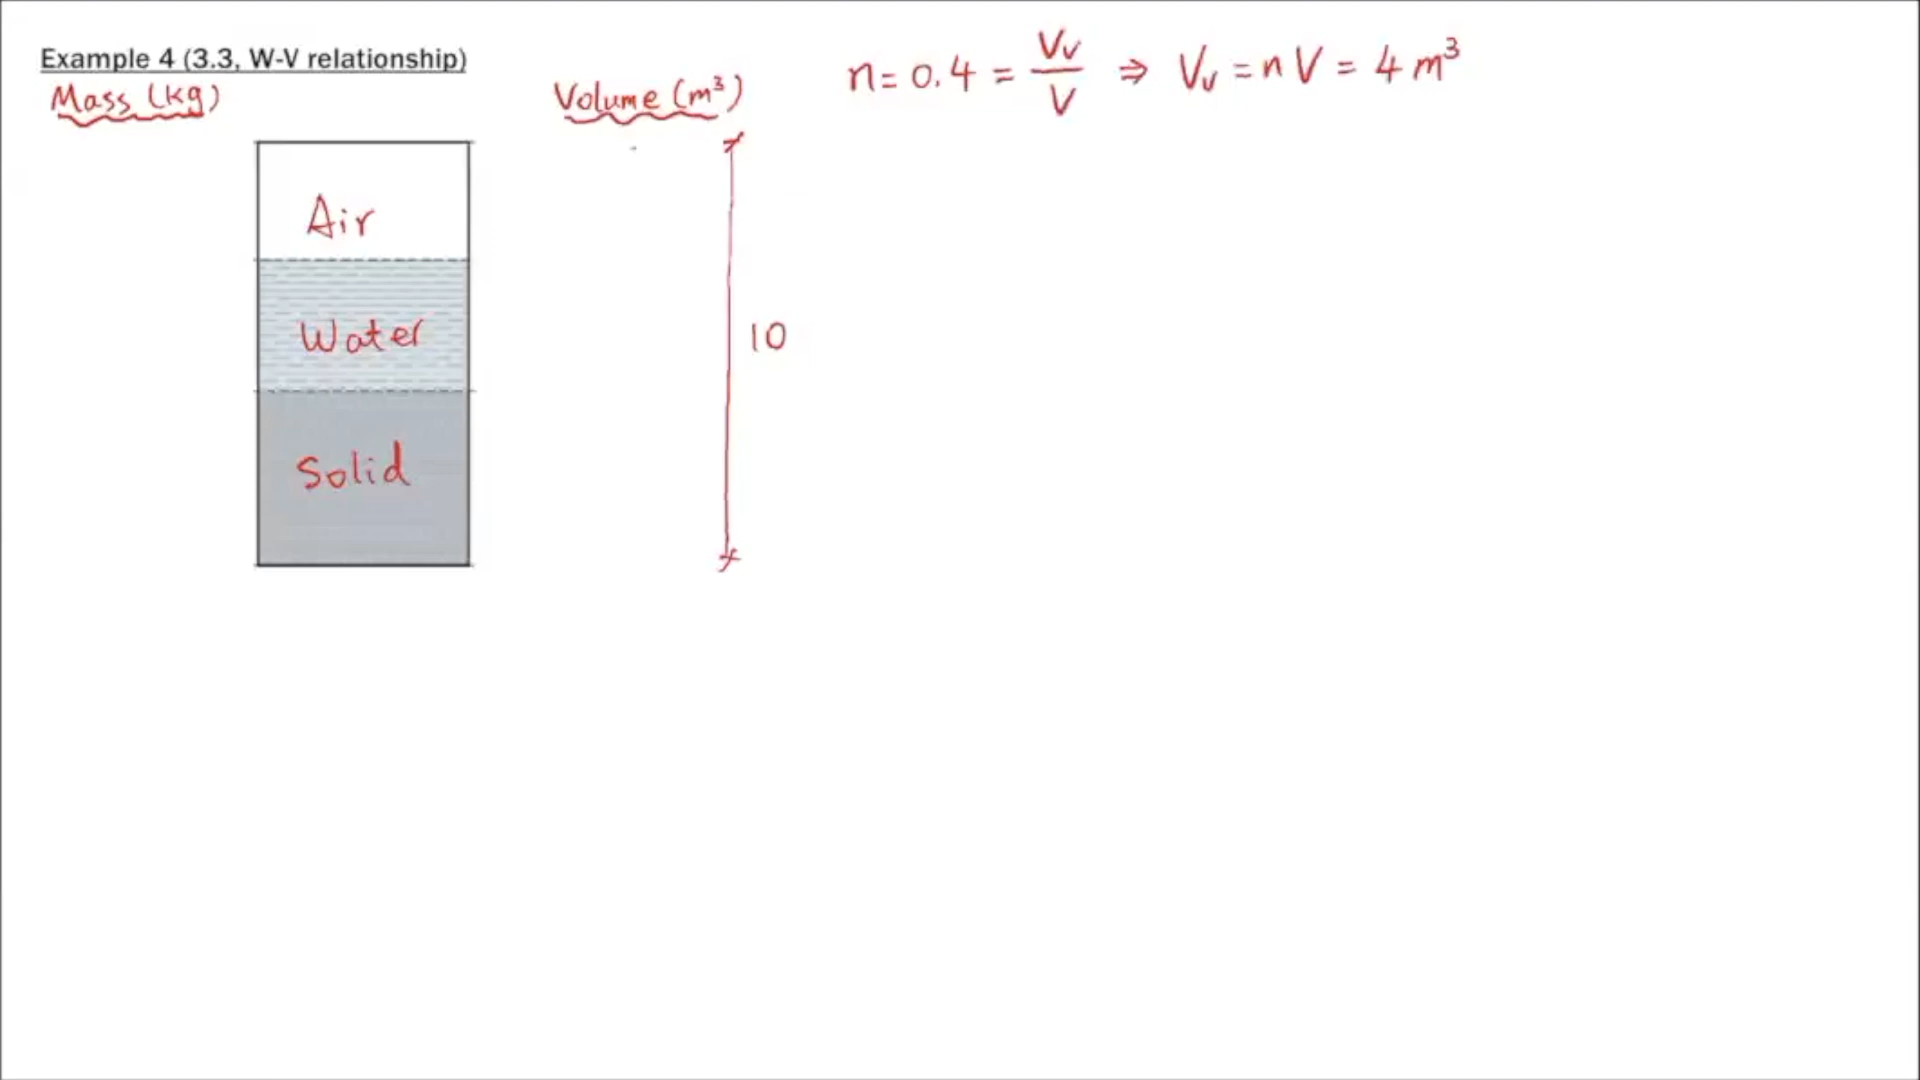 Example 4 (3.3, W-V relationship)
Mass (kg)
Volume (m³)
n = 0.4 = Vv/V ⇒ Vv = n V = 4 m³
Air
Water
10
Solid